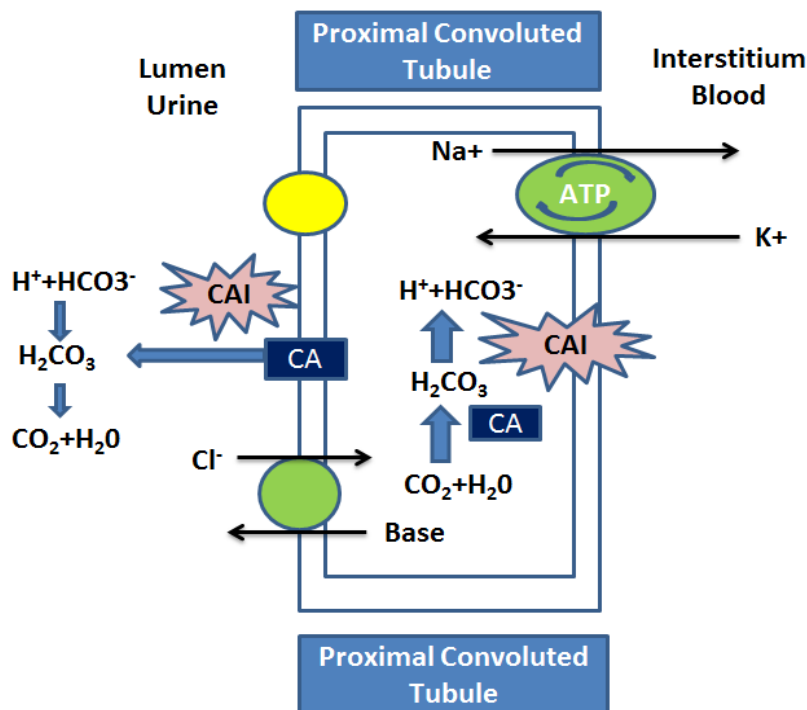 Proximal Convoluted
Tubule
Lumen
Urine
Interstitium
Blood
Na+
ATP
K+
H⁺+HCO3⁻
CAI
H₂CO₃
CA
CO₂+H₂0
H⁺+HCO3⁻
CAI
H₂CO₃
CA
CO₂+H₂0
Cl⁻
Base
Proximal Convoluted
Tubule